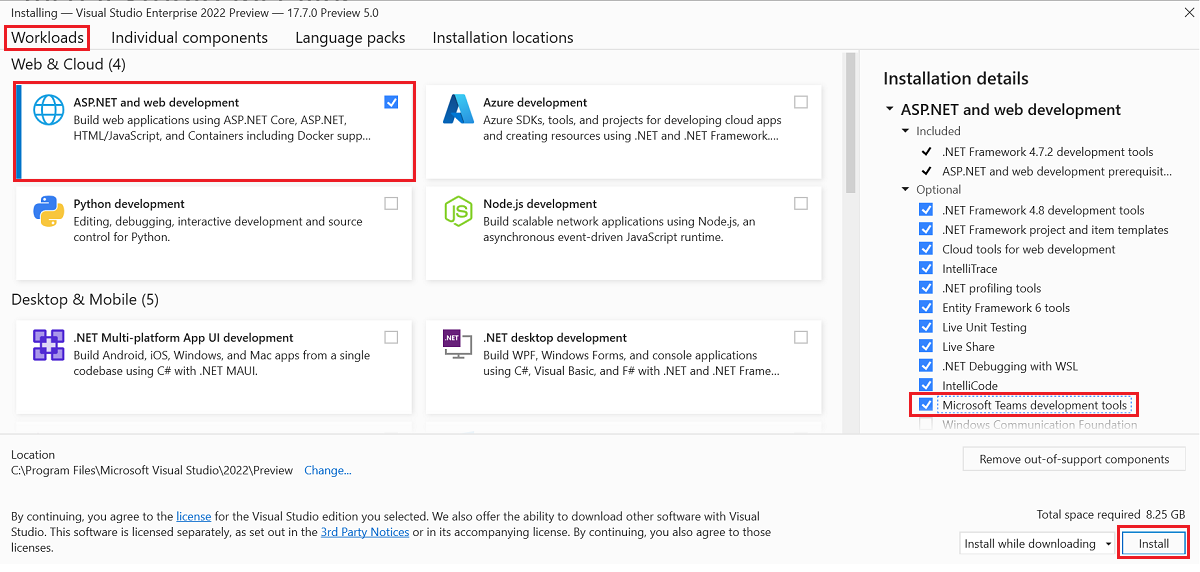 Installing — Visual Studio Enterprise 2022 Preview — 17.7.0 Preview 5.0
Workloads Individual components Language packs Installation locations
Web & Cloud (4)
ASP.NET and web development
Build web applications using ASP.NET Core, ASP.NET,
HTML/JavaScript, and Containers including Docker supp...
Azure development
Azure SDKs, tools, and projects for developing cloud apps
and creating resources using .NET and .NET Framework....
Python development
Editing, debugging, interactive development and source
control for Python.
JS
Node.js development
Build scalable network applications using Node.js, an
asynchronous event-driven JavaScript runtime.
Desktop & Mobile (5)
.NET Multi-platform App UI development
Build Android, iOS, Windows, and Mac apps from a single
codebase using C# with .NET MAUI.
.NET
.NET desktop development
Build WPF, Windows Forms, and console applications
using C#, Visual Basic, and F# with .NET and .NET Frame...
Installation details
ASP.NET and web development
Included
.NET Framework 4.7.2 development tools
ASP.NET and web development prerequisit...
Optional
.NET Framework 4.8 development tools
.NET Framework project and item templates
Cloud tools for web development
IntelliTrace
.NET profiling tools
Entity Framework 6 tools
Live Unit Testing
Live Share
.NET Debugging with WSL
IntelliCode
Microsoft Teams development tools
Windows Communication Foundation
Location
C:\Program Files\Microsoft Visual Studio\2022\Preview Change...
Remove out-of-support components
By continuing, you agree to the license for the Visual Studio edition you selected. We also offer the ability to download other software with Visual
Studio. This software is licensed separately, as set out in the 3rd Party Notices or in its accompanying license. By continuing, you also agree to those
licenses.
Total space required 8.25 GB
Install while downloading
Install